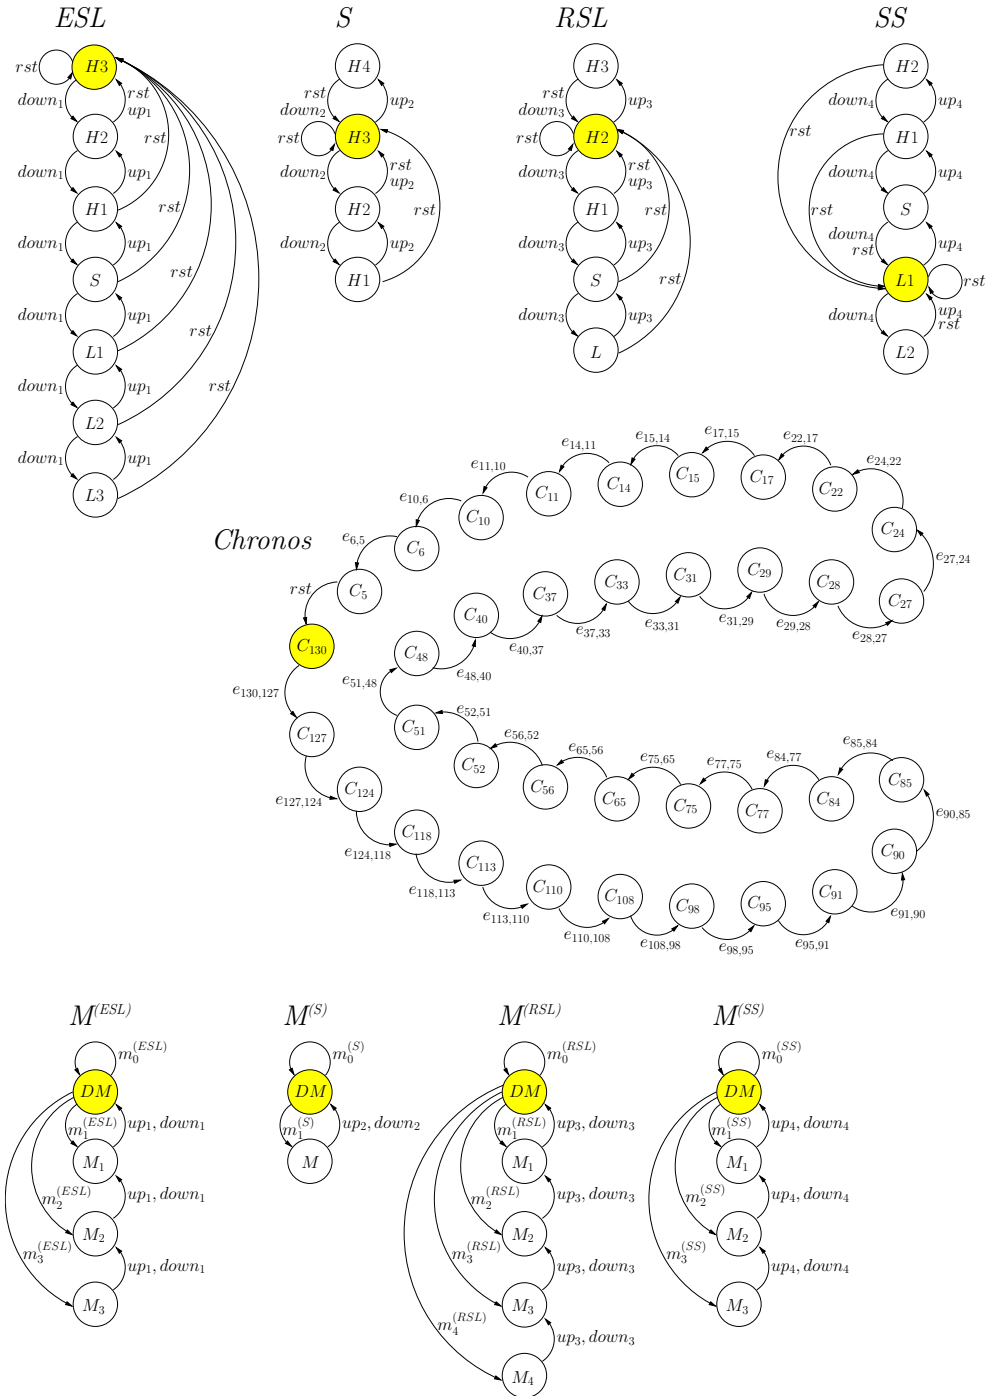 ESL
rst
H3
down₁
rst
up₁
H2
rst
down₁
up₁
H1
rst
down₁
up₁
S
rst
down₁
up₁
L1
rst
down₁
up₁
L2
rst
down₁
up₁
L3
S
H4
rst
down₂
up₂
rst
H3
down₂
rst
up₂
H2
rst
down₂
up₂
H1
RSL
H3
rst
down₃
up₃
rst
H2
down₃
rst
up₃
H1
rst
down₃
up₃
S
rst
down₃
up₃
L
SS
H2
down₄
up₄
rst
H1
down₄
up₄
rst
S
down₄
rst
up₄
L1
rst
down₄
up₄
rst
L2
Chronos
C₁₃₀
e₁₃₀,₁₂₇
C₁₂₇
e₁₂₇,₁₂₄
C₁₂₄
e₁₂₄,₁₁₈
C₁₁₈
e₁₁₈,₁₁₃
C₁₁₃
e₁₁₃,₁₁₀
C₁₁₀
e₁₁₀,₁₀₈
C₁₀₈
e₁₀₈,₉₈
C₉₈
e₉₈,₉₅
C₉₅
e₉₅,₉₁
C₉₁
e₉₁,₉₀
C₉₀
e₉₀,₈₅
C₈₅
e₈₅,₈₄
C₈₄
e₈₄,₇₇
C₇₇
e₇₇,₇₅
C₇₅
e₇₅,₆₅
C₆₅
e₆₅,₅₆
C₅₆
e₅₆,₅₂
C₅₂
e₅₂,₅₁
C₅₁
e₅₁,₄₈
C₄₈
e₄₈,₄₀
C₄₀
e₄₀,₃₇
C₃₇
e₃₇,₃₃
C₃₃
e₃₃,₃₁
C₃₁
e₃₁,₂₉
C₂₉
e₂₉,₂₈
C₂₈
e₂₈,₂₇
C₂₇
e₂₇,₂₄
C₂₄
e₂₄,₂₂
C₂₂
e₂₂,₁₇
C₁₇
e₁₇,₁₅
C₁₅
e₁₅,₁₄
C₁₄
e₁₄,₁₁
C₁₁
e₁₁,₁₀
C₁₀
e₁₀,₆
C₆
e₆,₅
C₅
rst
M^(ESL)
m₀^(ESL)
DM
m₁^(ESL)
up₁, down₁
M₁
m₂^(ESL)
up₁, down₁
M₂
m₃^(ESL)
up₁, down₁
M₃
M^(S)
m₀^(S)
DM
m₁^(S)
up₂, down₂
M
M^(RSL)
m₀^(RSL)
DM
m₁^(RSL)
up₃, down₃
M₁
m₂^(RSL)
up₃, down₃
M₂
m₃^(RSL)
up₃, down₃
M₃
m₄^(RSL)
up₃, down₃
M₄
M^(SS)
m₀^(SS)
DM
m₁^(SS)
up₄, down₄
M₁
m₂^(SS)
up₄, down₄
M₂
m₃^(SS)
up₄, down₄
M₃